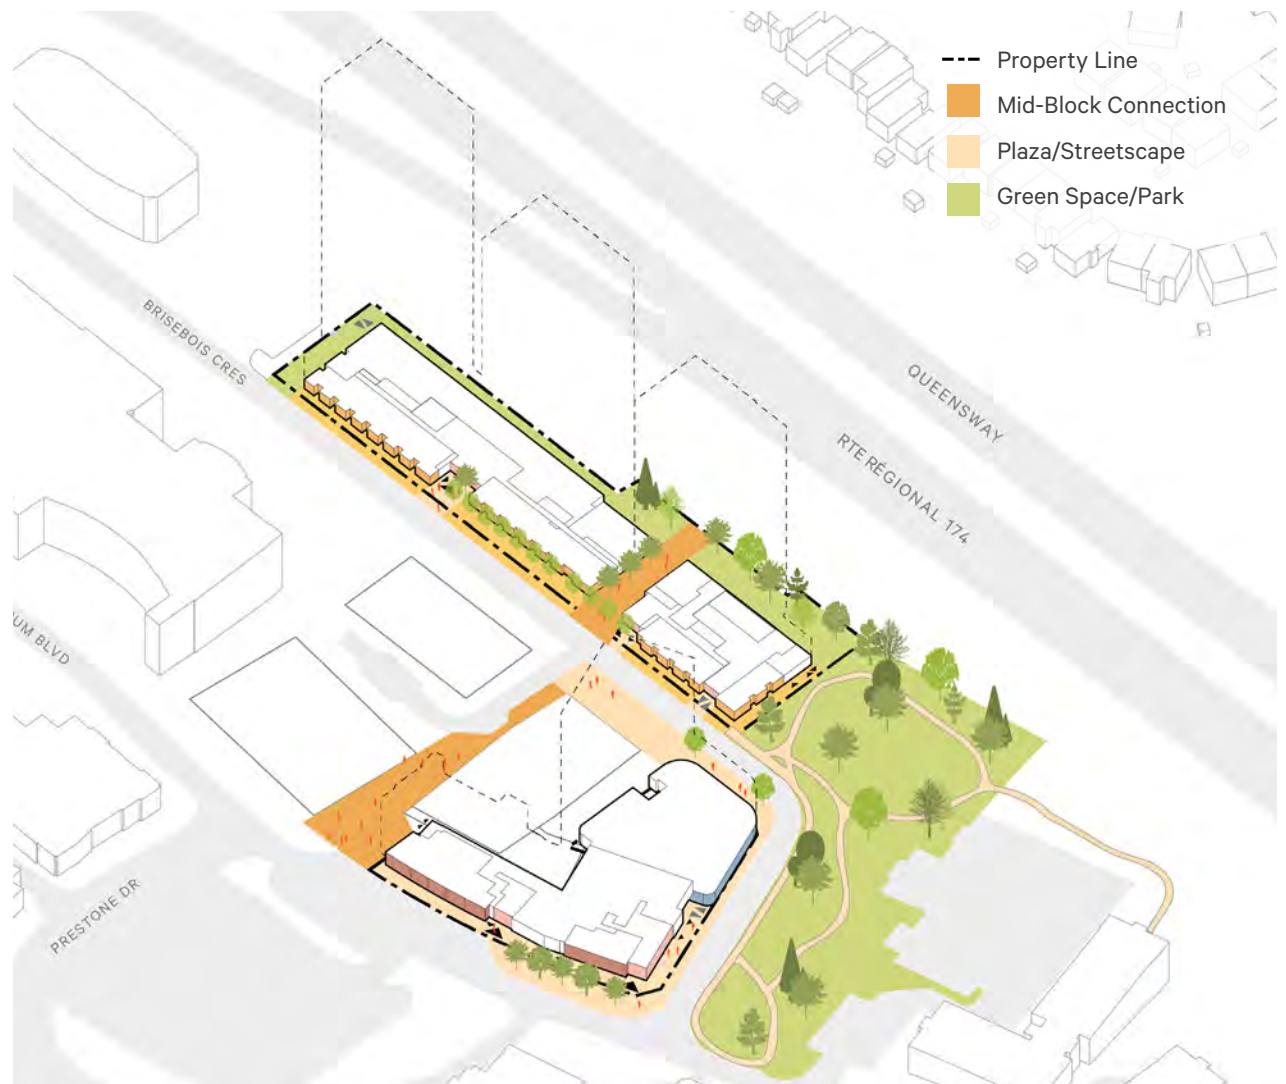 Property Line
Mid-Block Connection
Plaza/Streetscape
Green Space/Park
BRISEBOIS CRES
QUEENSWAY
RTE RÉGIONAL 174
UM BLVD
PRESTONE DR